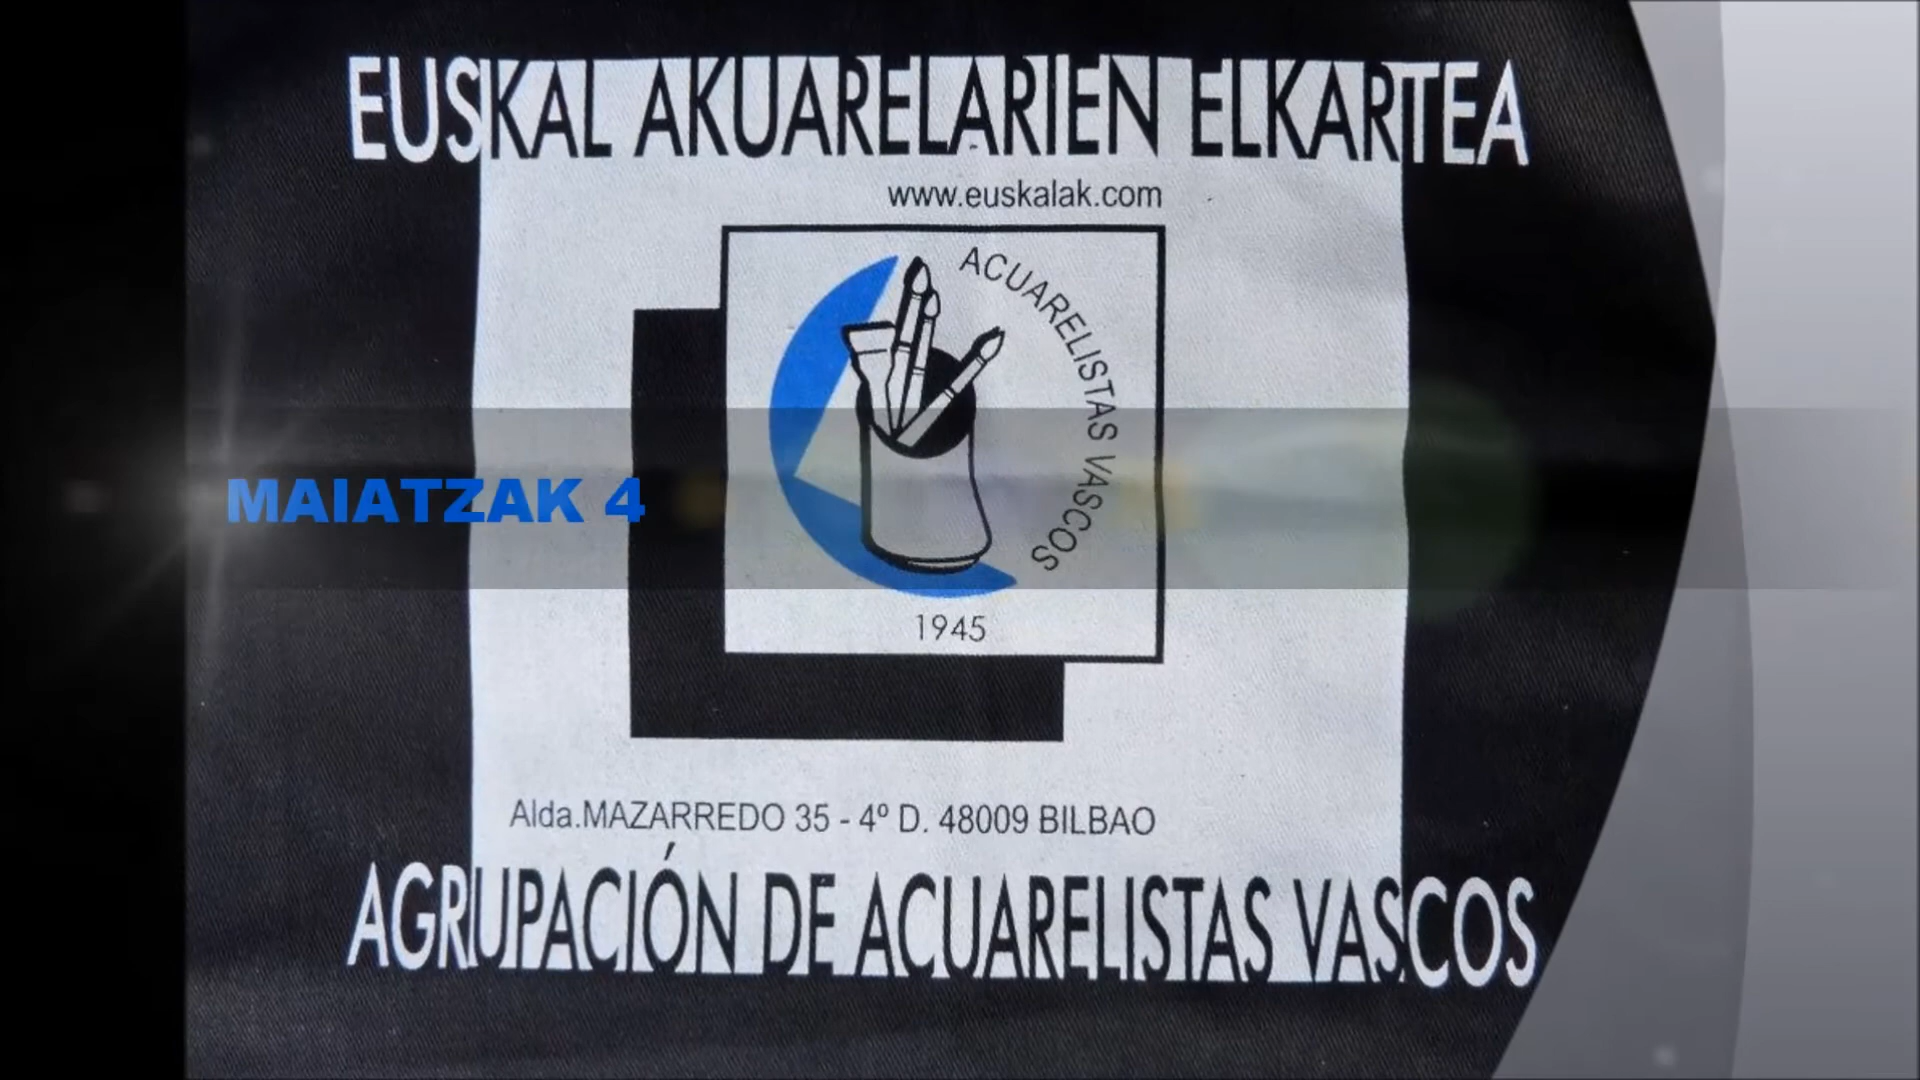 EUSKAL AKUARELARIEN ELKARTEA
www.euskalak.com
ACUARELISTAS VASCOS
MAIATZAK 4
1945
Alda.MAZARREDO 35 - 4º D. 48009 BILBAO
AGRUPACIÓN DE ACUARELISTAS VASCOS